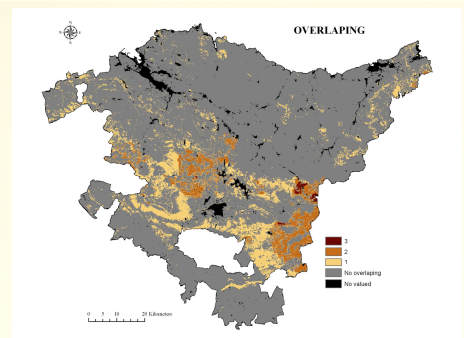 OVERLAPING
3
2
1
No overlaping
No valued
0 5 10 20 Kilometers